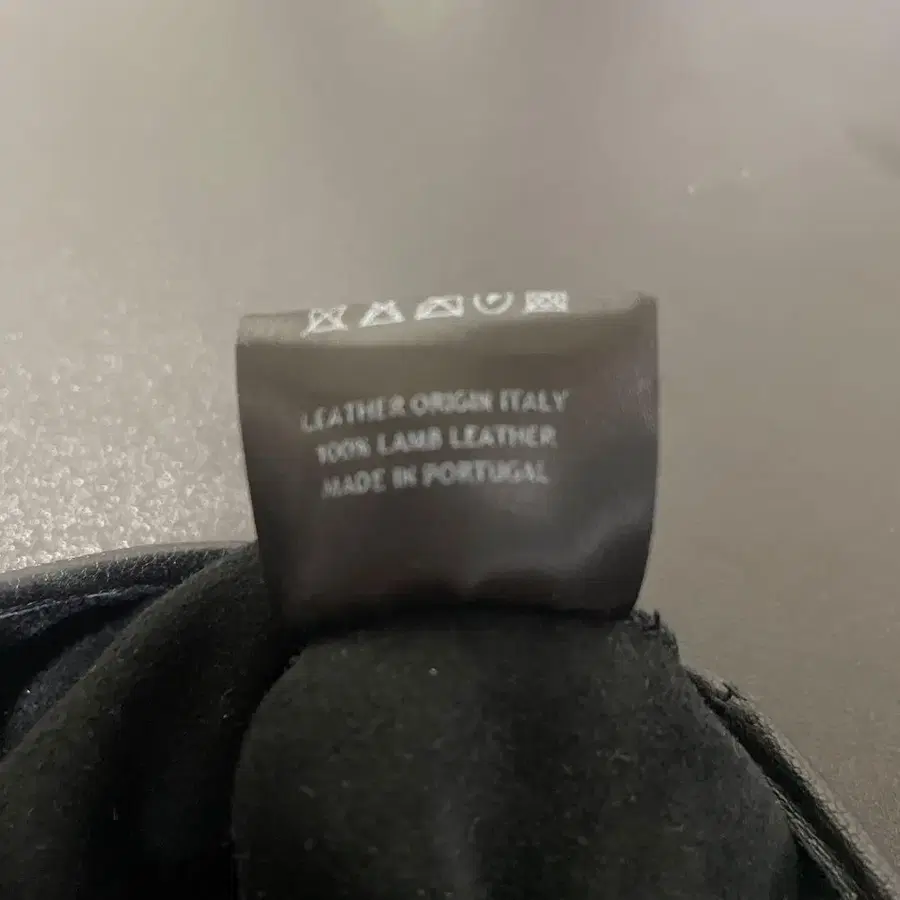 LEATHER ORIGIN ITALY
100% LAMB LEATHER
MADE IN PORTUGAL